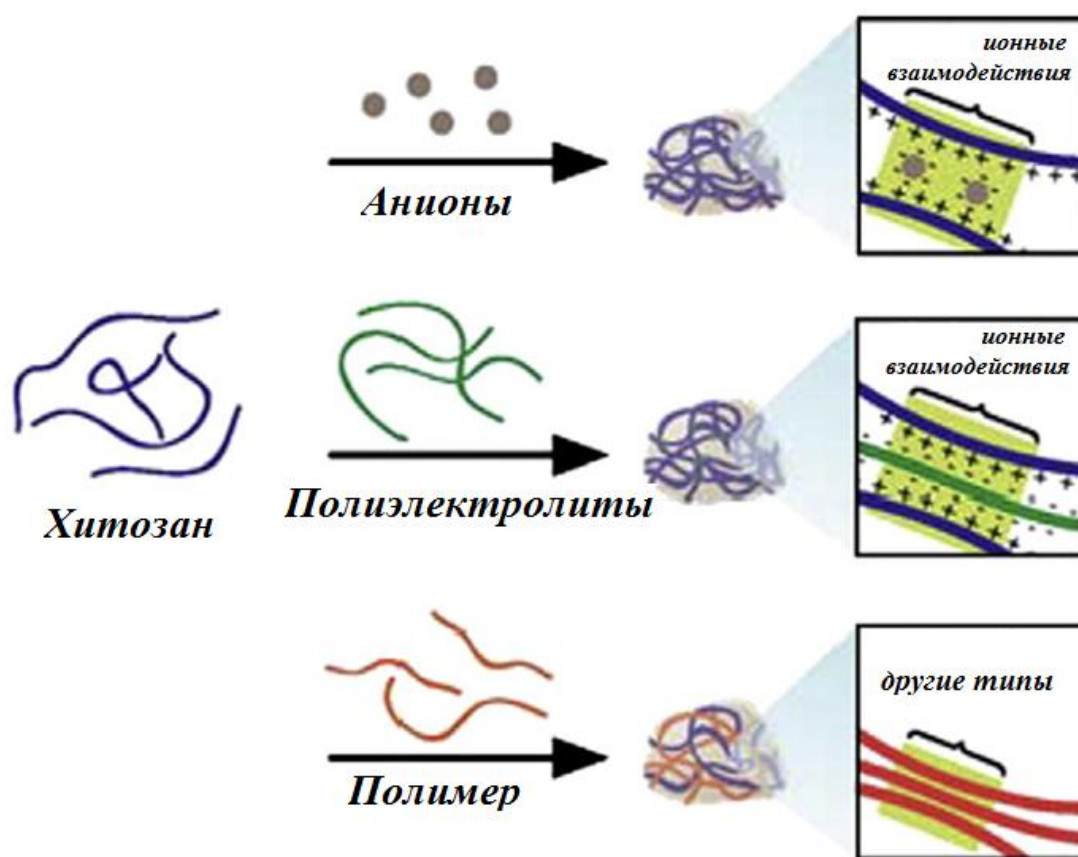 ионные
взаимодействия
Анионы
ионные
взаимодействия
Полиэлектролиты
Хитозан
другие типы
Полимер